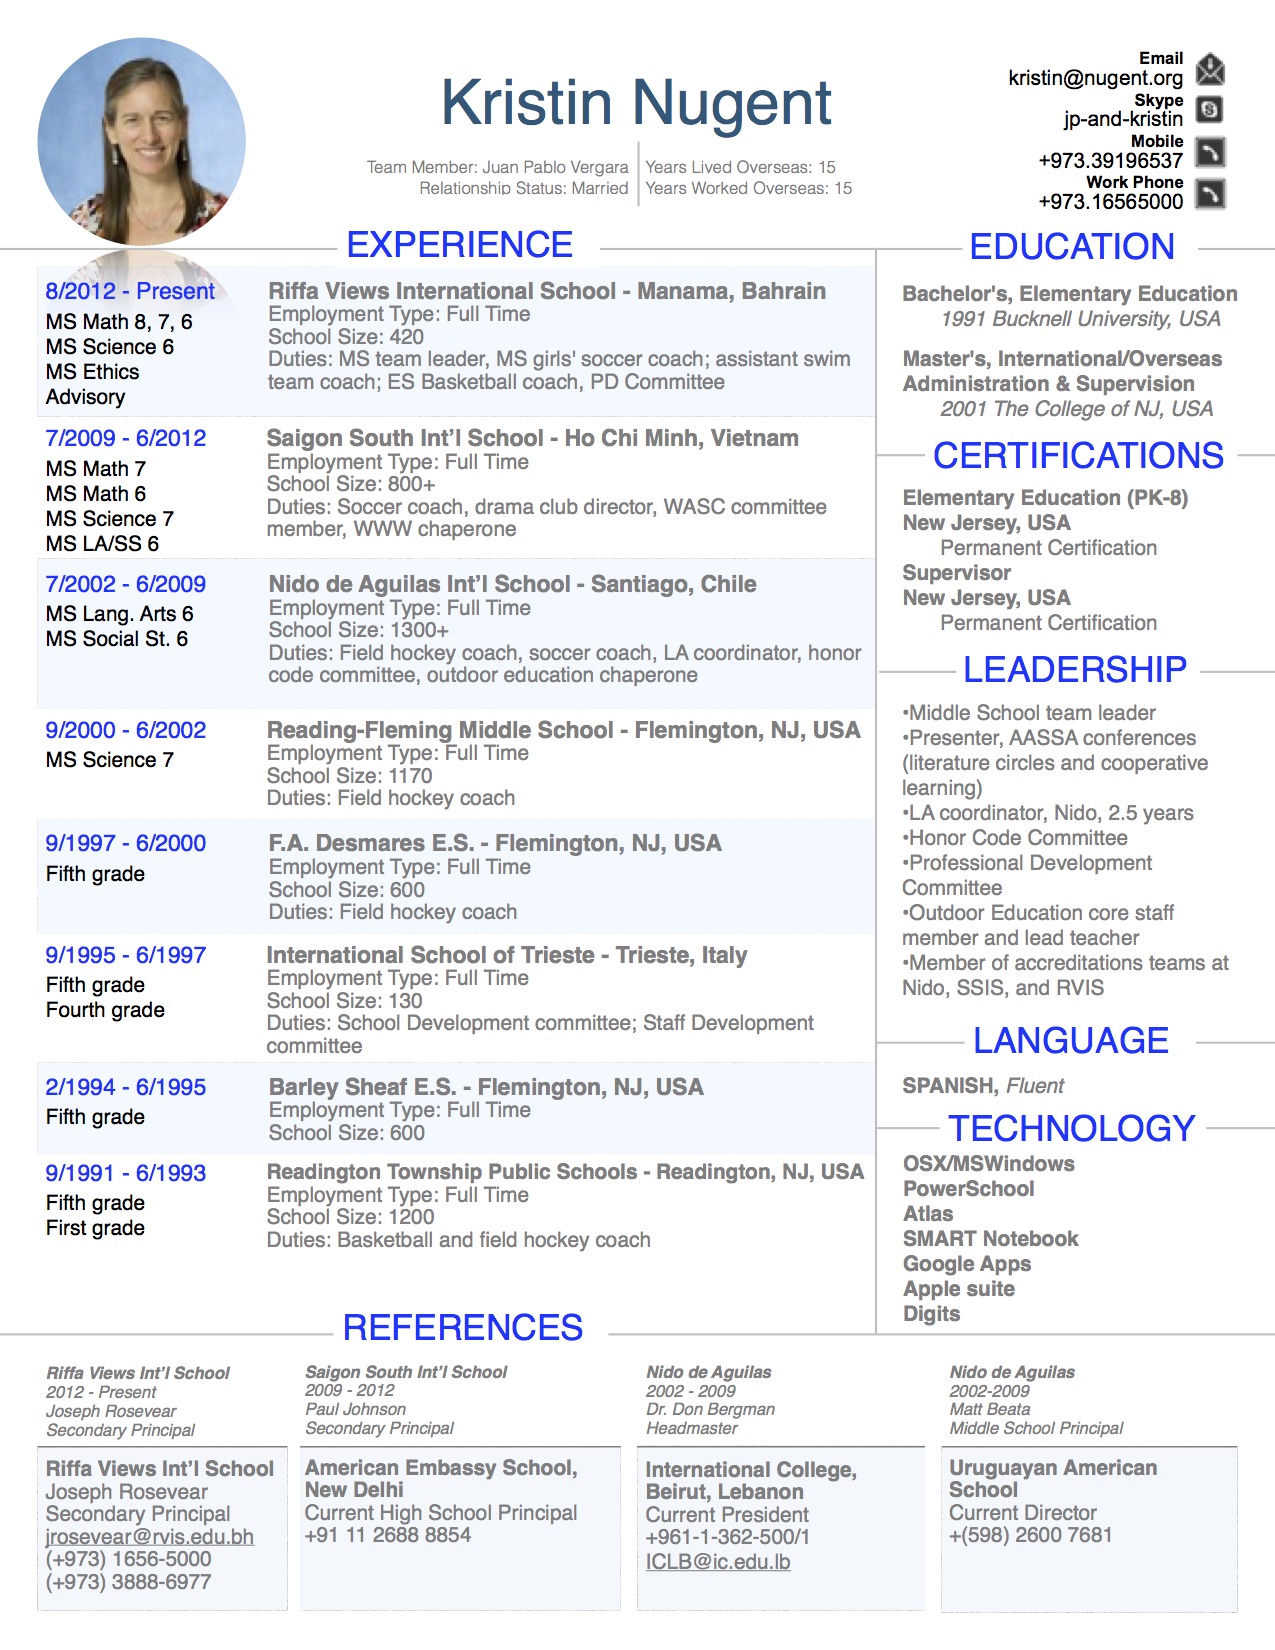 Kristin Nugent
Team Member: Juan Pablo Vergara
Relationship Status: Married
Years Lived Overseas: 15
Years Worked Overseas: 15
Email
kristin@nugent.org
Skype
jp-and-kristin
Mobile
+973.39196537
Work Phone
+973.16565000
EXPERIENCE
8/2012 - Present
MS Math 8, 7, 6
MS Science 6
MS Ethics
Advisory
Riffa Views International School - Manama, Bahrain
Employment Type: Full Time
School Size: 420
Duties: MS team leader, MS girls' soccer coach; assistant swim
team coach; ES Basketball coach, PD Committee
7/2009 - 6/2012
MS Math 7
MS Math 6
MS Science 7
MS LA/SS 6
Saigon South Int’l School - Ho Chi Minh, Vietnam
Employment Type: Full Time
School Size: 800+
Duties: Soccer coach, drama club director, WASC committee
member, WWW chaperone
7/2002 - 6/2009
MS Lang. Arts 6
MS Social St. 6
Nido de Aguilas Int’l School - Santiago, Chile
Employment Type: Full Time
School Size: 1300+
Duties: Field hockey coach, soccer coach, LA coordinator, honor
code committee, outdoor education chaperone
9/2000 - 6/2002
MS Science 7
Reading-Fleming Middle School - Flemington, NJ, USA
Employment Type: Full Time
School Size: 1170
Duties: Field hockey coach
9/1997 - 6/2000
Fifth grade
F.A. Desmares E.S. - Flemington, NJ, USA
Employment Type: Full Time
School Size: 600
Duties: Field hockey coach
9/1995 - 6/1997
Fifth grade
Fourth grade
International School of Trieste - Trieste, Italy
Employment Type: Full Time
School Size: 130
Duties: School Development committee; Staff Development
committee
2/1994 - 6/1995
Fifth grade
Barley Sheaf E.S. - Flemington, NJ, USA
Employment Type: Full Time
School Size: 600
9/1991 - 6/1993
Fifth grade
First grade
Readington Township Public Schools - Readington, NJ, USA
Employment Type: Full Time
School Size: 1200
Duties: Basketball and field hockey coach
EDUCATION
Bachelor's, Elementary Education
1991 Bucknell University, USA
Master's, International/Overseas
Administration & Supervision
2001 The College of NJ, USA
CERTIFICATIONS
Elementary Education (PK-8)
New Jersey, USA
Permanent Certification
Supervisor
New Jersey, USA
Permanent Certification
LEADERSHIP
•Middle School team leader
•Presenter, AASSA conferences
(literature circles and cooperative
learning)
•LA coordinator, Nido, 2.5 years
•Honor Code Committee
•Professional Development
Committee
•Outdoor Education core staff
member and lead teacher
•Member of accreditations teams at
Nido, SSIS, and RVIS
LANGUAGE
SPANISH, Fluent
TECHNOLOGY
OSX/MSWindows
PowerSchool
Atlas
SMART Notebook
Google Apps
Apple suite
Digits
REFERENCES
Riffa Views Int’l School
2012 - Present
Joseph Rosevear
Secondary Principal
Riffa Views Int’l School
Joseph Rosevear
Secondary Principal
jrosevear@rvis.edu.bh
(+973) 1656-5000
(+973) 3888-6977
Saigon South Int’l School
2009 - 2012
Paul Johnson
Secondary Principal
American Embassy School,
New Delhi
Current High School Principal
+91 11 2688 8854
Nido de Aguilas
2002 - 2009
Dr. Don Bergman
Headmaster
International College,
Beirut, Lebanon
Current President
+961-1-362-500/1
ICLB@ic.edu.lb
Nido de Aguilas
2002-2009
Matt Beata
Middle School Principal
Uruguayan American
School
Current Director
+(598) 2600 7681